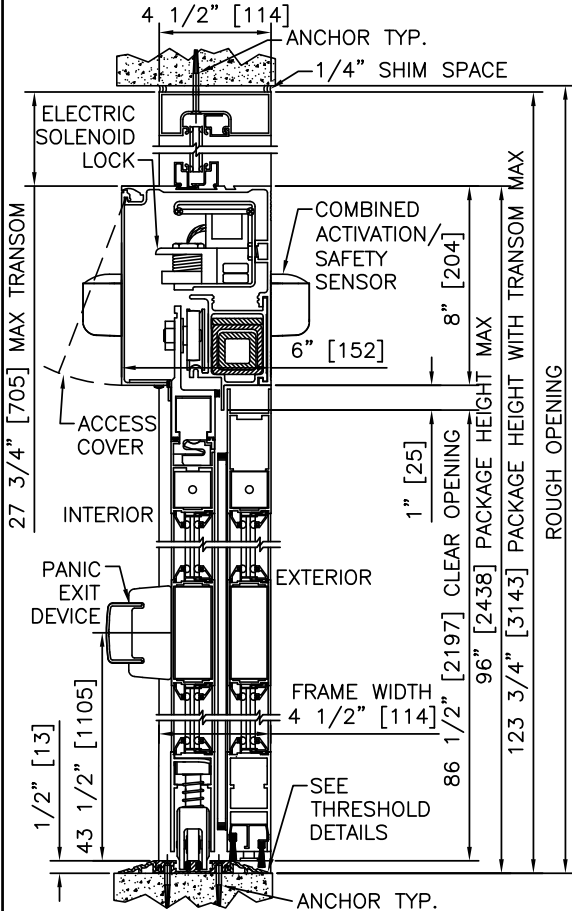 4 1/2” [114]
ANCHOR TYP.
1/4” SHIM SPACE
ELECTRIC
SOLENOID
LOCK
COMBINED
ACTIVATION/
SAFETY
SENSOR
27 3/4” [705] MAX TRANSOM
8” [204]
6” [152]
ACCESS
COVER
1” [25]
INTERIOR
EXTERIOR
PANIC
EXIT
DEVICE
FRAME WIDTH
4 1/2” [114]
86 1/2” [2197] CLEAR OPENING
96” [2438] PACKAGE HEIGHT MAX
123 3/4” [3143] PACKAGE HEIGHT WITH TRANSOM MAX
ROUGH OPENING
1/2” [13]
43 1/2” [1105]
SEE
THRESHOLD
DETAILS
ANCHOR TYP.